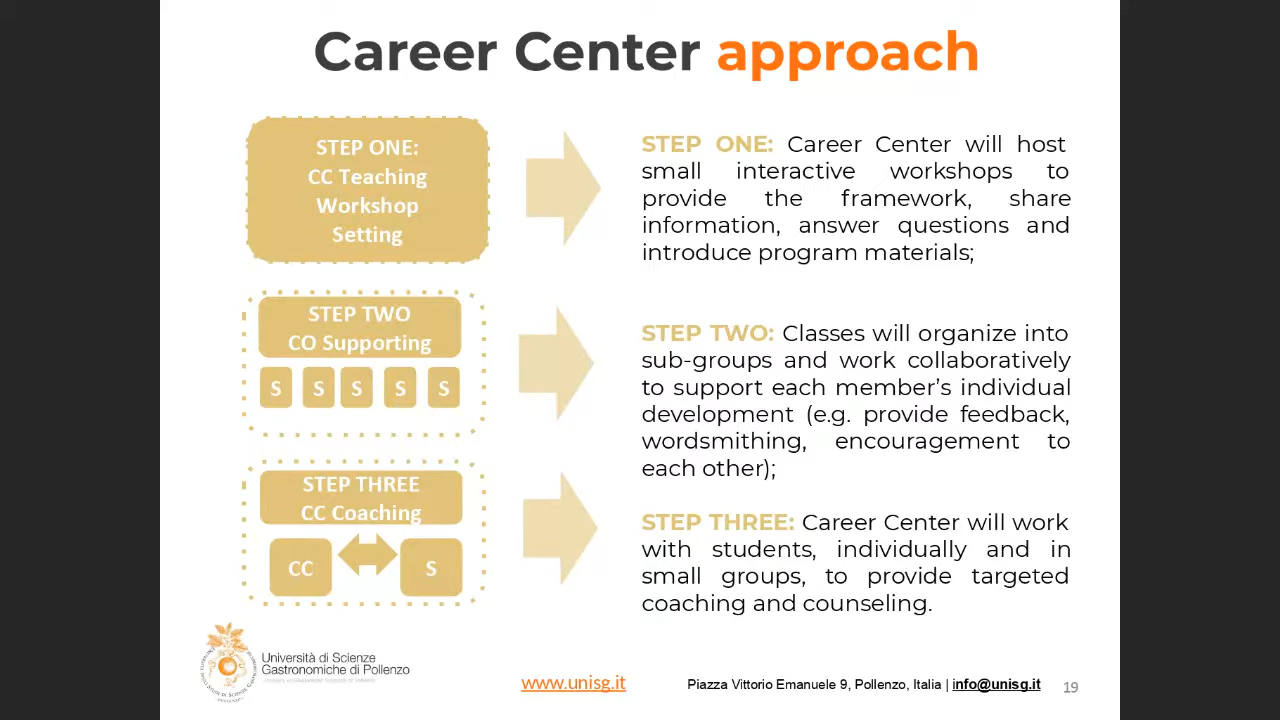 Career Center approach
STEP ONE:
CC Teaching
Workshop
Setting
STEP ONE: Career Center will host
small interactive workshops to
provide the framework, share
information, answer questions and
introduce program materials;
STEP TWO
CO Supporting
S S S S S
STEP TWO: Classes will organize into
sub-groups and work collaboratively
to support each member's individual
development (e.g. provide feedback,
wordsmithing, encouragement to
each other);
STEP THREE
CC Coaching
CC S
STEP THREE: Career Center will work
with students, individually and in
small groups, to provide targeted
coaching and counseling.
Università di Scienze
Gastronomiche di Pollenzo
www.unisg.it
Piazza Vittorio Emanuele 9, Pollenzo, Italia | info@unisg.it
19